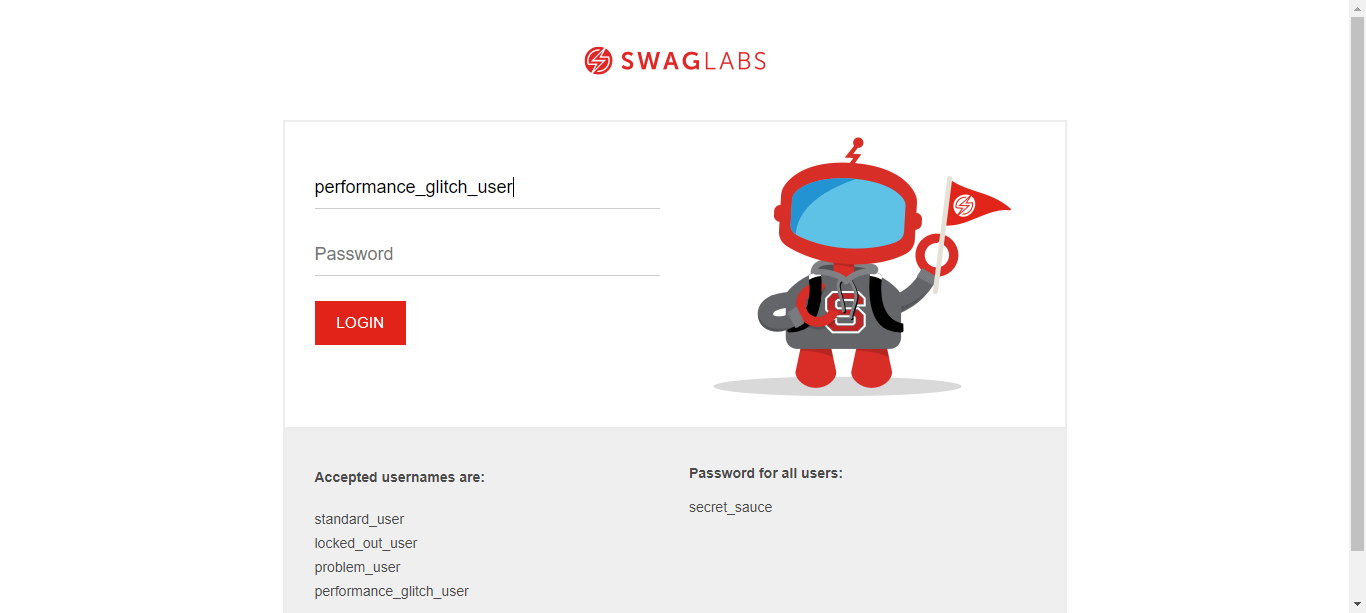 SWAGLABS
performance_glitch_user
Password
LOGIN
S
Accepted usernames are:
standard_user
locked_out_user
problem_user
performance_glitch_user
Password for all users:
secret_sauce